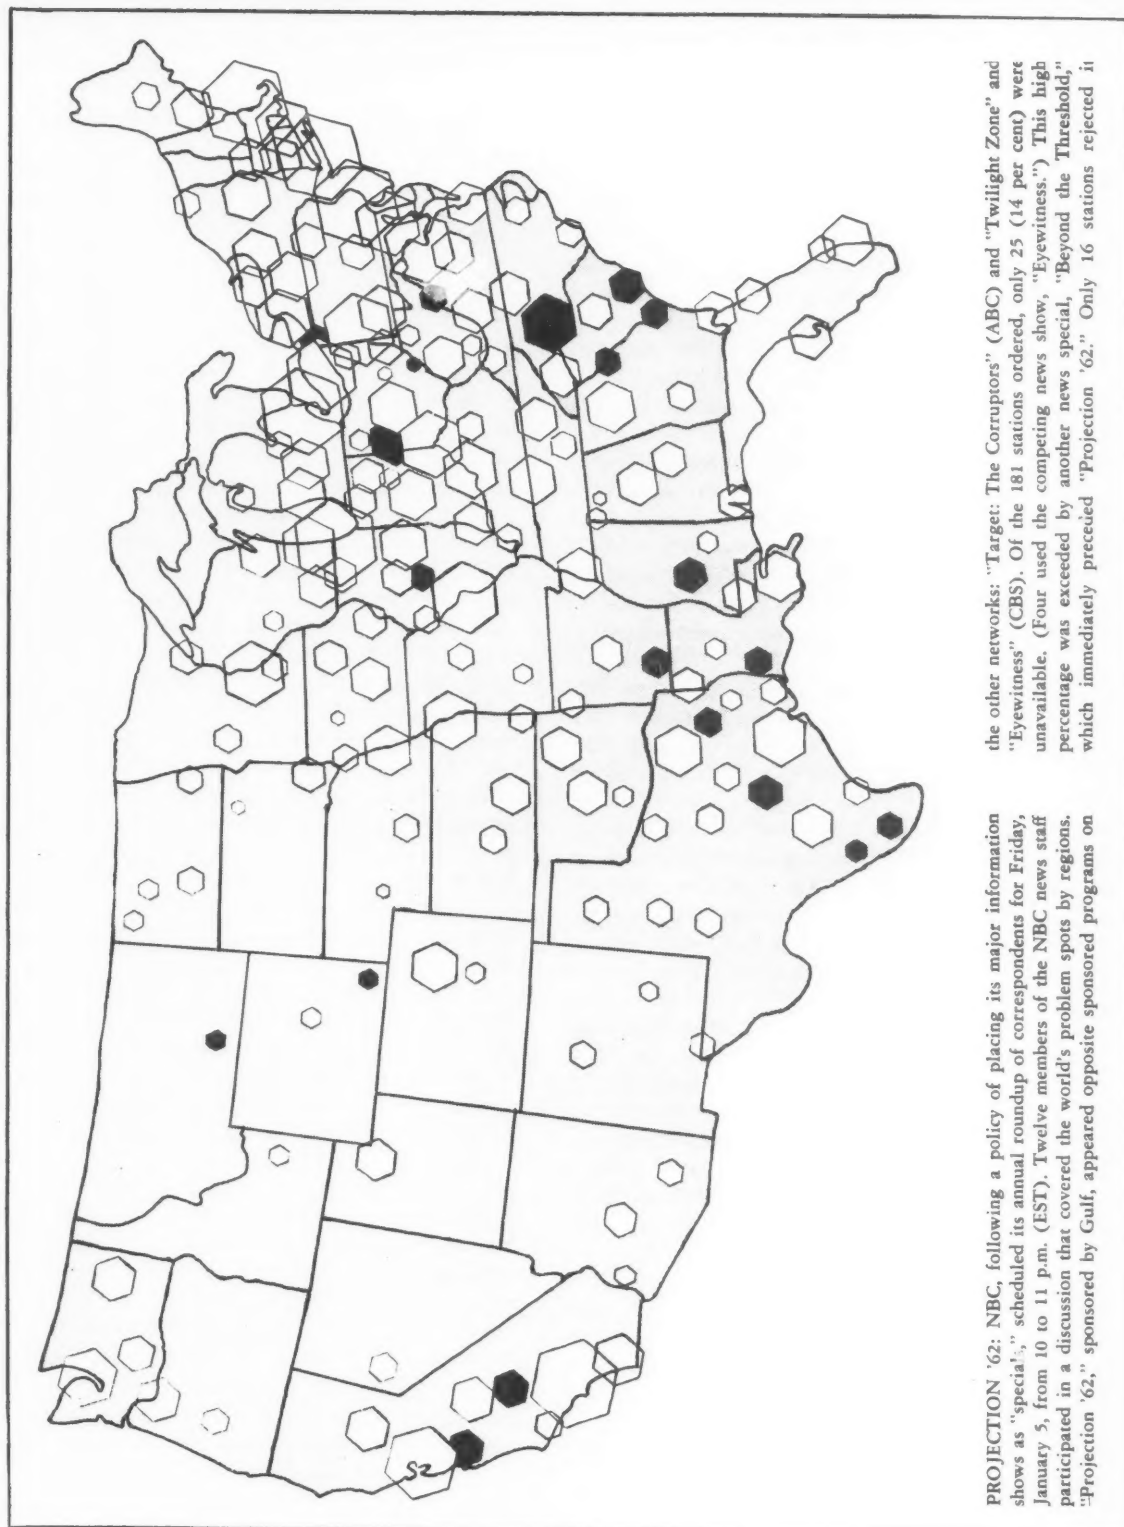 PROJECTION '62: NBC, following a policy of placing its major information
shows as "specials," scheduled its annual roundup of correspondents for Friday,
January 5, from 10 to 11 p.m. (EST). Twelve members of the NBC news staff
participated in a discussion that covered the world's problem spots by regions.
"Projection '62," sponsored by Gulf, appeared opposite sponsored programs on
the other networks: "Target: The Corruptors" (ABC) and "Twilight Zone" and
"Eyewitness" (CBS). Of the 181 stations ordered, only 25 (14 per cent) were
unavailable. (Four used the competing news show, "Eyewitness.") This high
percentage was exceeded by another news special, "Beyond the Threshold,"
which immediately preceded "Projection '62." Only 16 stations rejected it